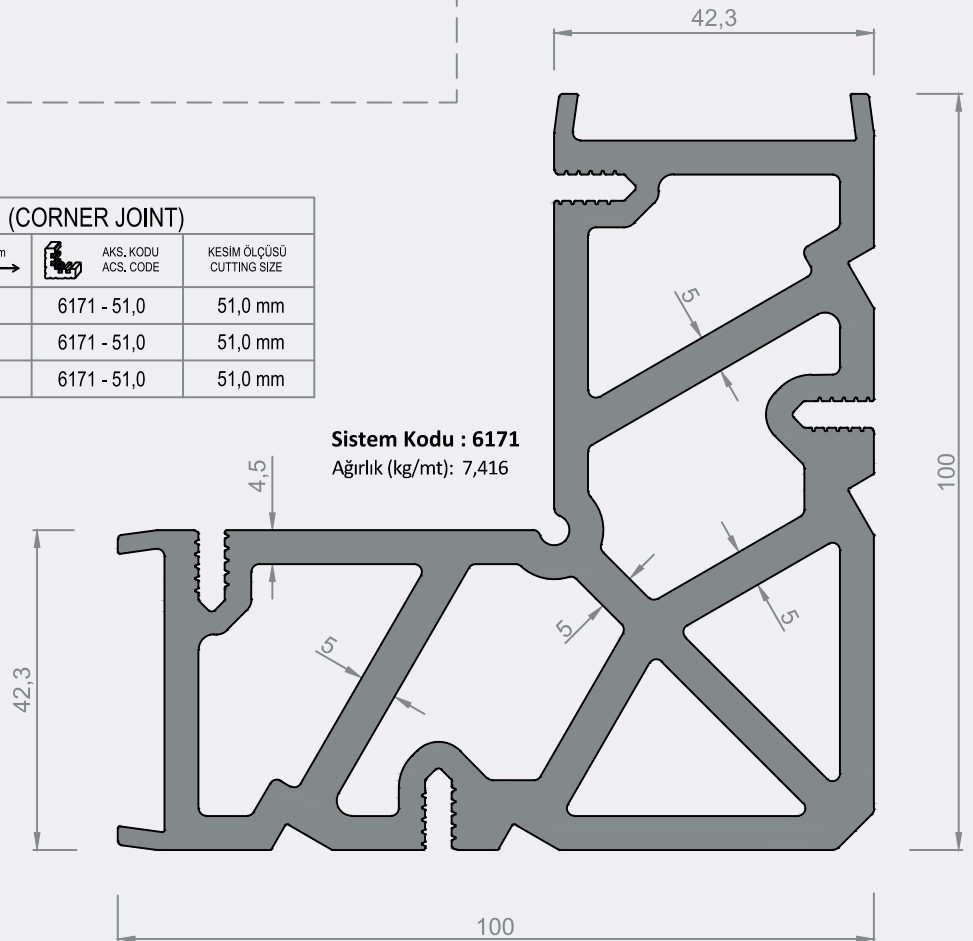 42,3
(CORNER JOINT)
m
AKS. KODU
ACS. CODE
KESİM ÖLÇÜSÜ
CUTTING SIZE
6171 - 51,0
51,0 mm
6171 - 51,0
51,0 mm
6171 - 51,0
51,0 mm
5
Sistem Kodu : 6171
Ağırlık (kg/mt): 7,416
4,5
100
5
5
5
42,3
100